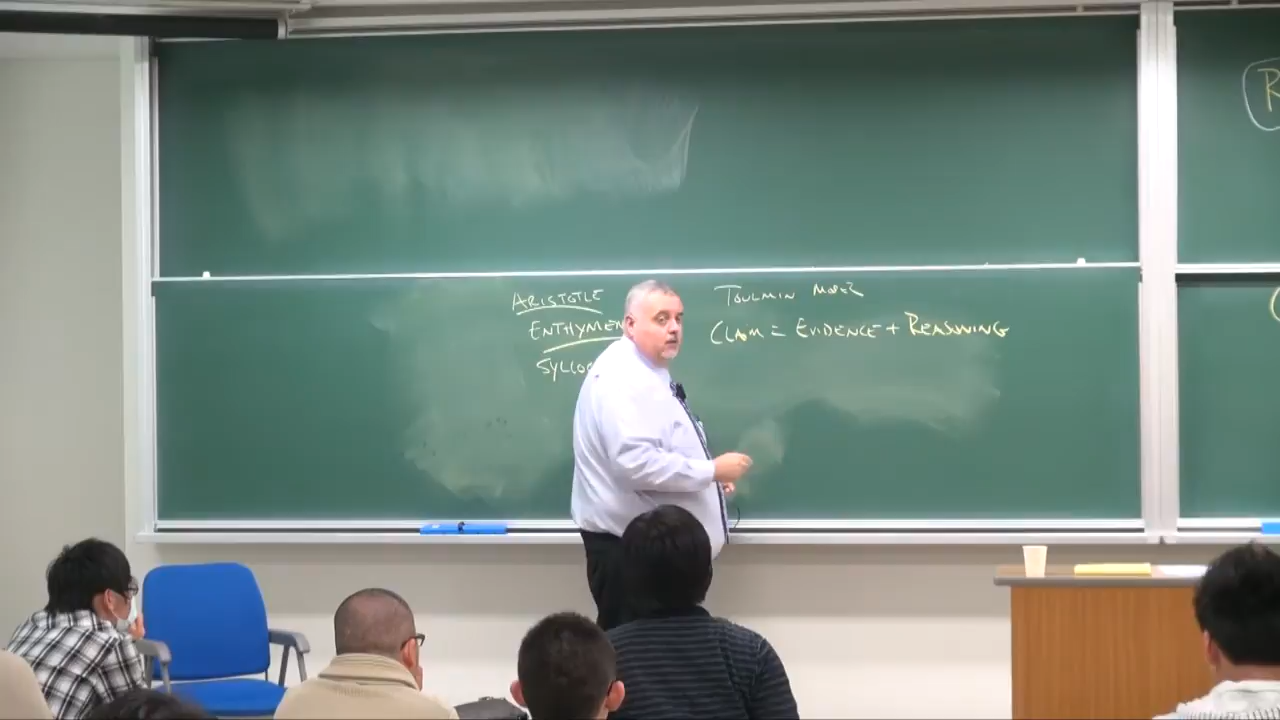 ARISTOTLE
ENTHYMEM
SYLLOG
TOULMIN MODEL
CLAIM = EVIDENCE + REASONING
R